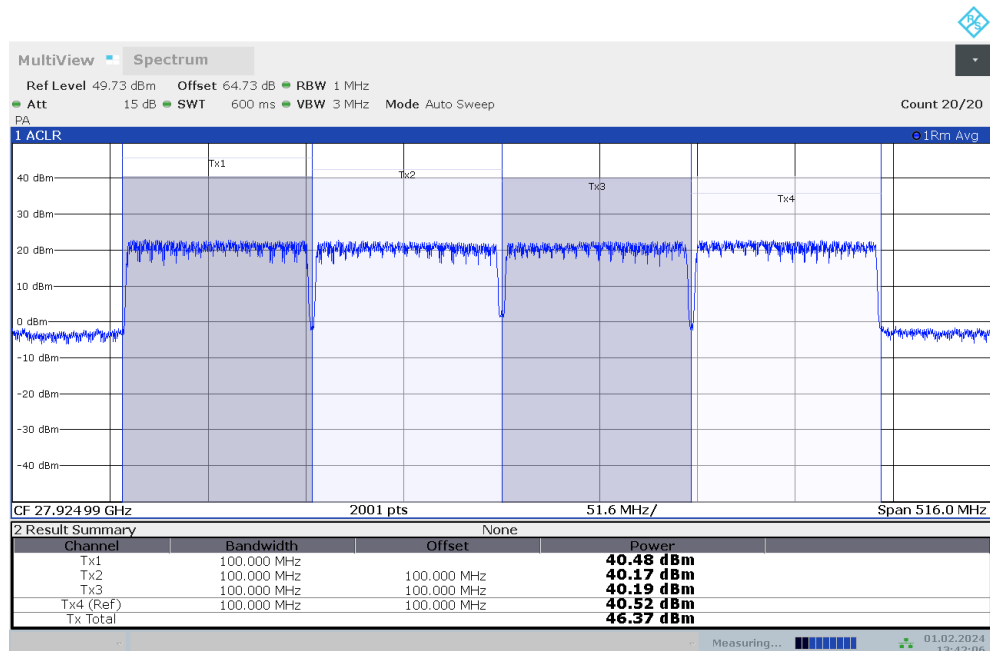 R S
MultiView Spectrum
Ref Level 49.73 dBm Offset 64.73 dB RBW 1 MHz
Att 15 dB SWT 600 ms VBW 3 MHz Mode Auto Sweep Count 20/20
PA
1 ACLR 1Rm Avg
Tx1
Tx2
40 dBm
Tx3
Tx4
30 dBm
20 dBm
10 dBm
0 dBm
-10 dBm
-20 dBm
-30 dBm
-40 dBm
CF 27.92499 GHz 2001 pts 51.6 MHz/ Span 516.0 MHz
2 Result Summary None
Channel Bandwidth Offset Power
Tx1 100.000 MHz 40.48 dBm
Tx2 100.000 MHz 100.000 MHz 40.17 dBm
Tx3 100.000 MHz 100.000 MHz 40.19 dBm
Tx4 (Ref) 100.000 MHz 100.000 MHz 40.52 dBm
Tx Total 46.37 dBm
Measuring... 01.02.2024
13:42:06